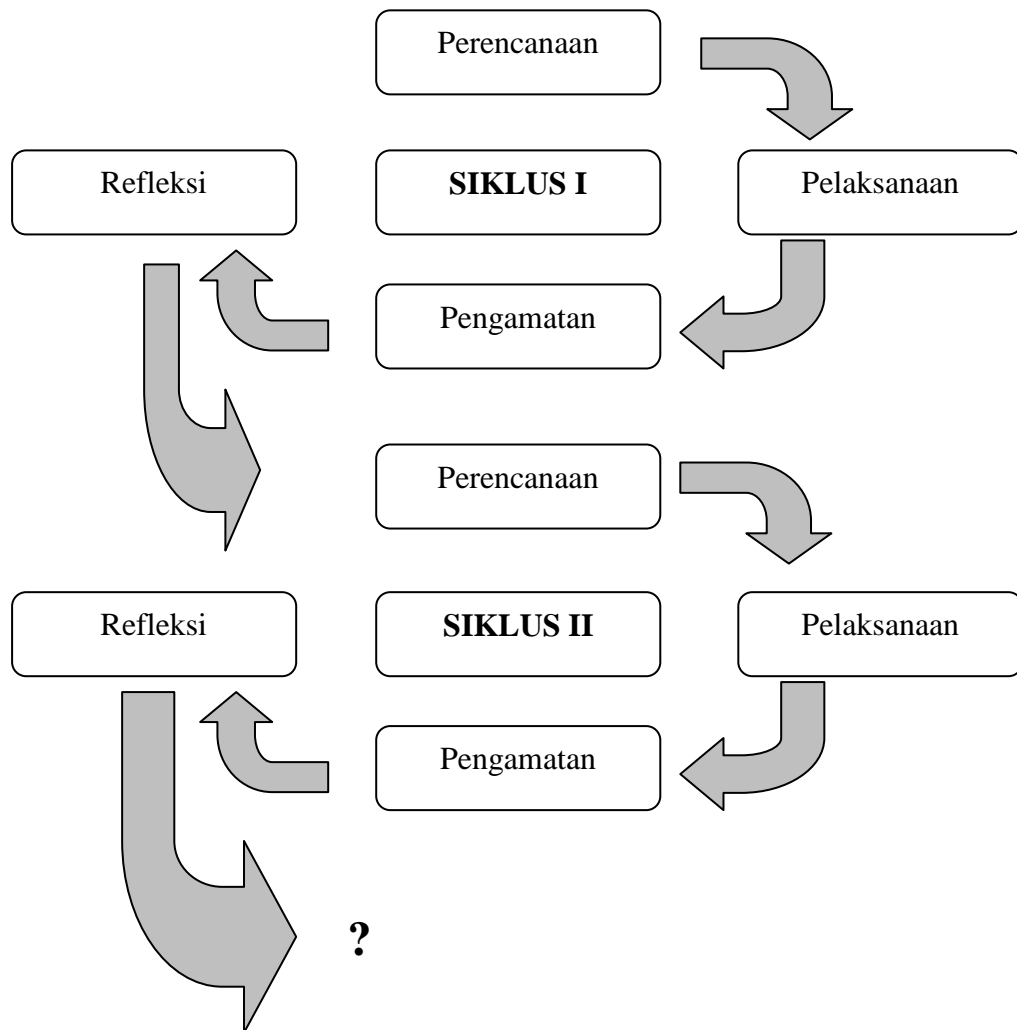 Perencanaan
Refleksi
SIKLUS I
Pelaksanaan
Pengamatan
Perencanaan
Refleksi
SIKLUS II
Pelaksanaan
Pengamatan
?